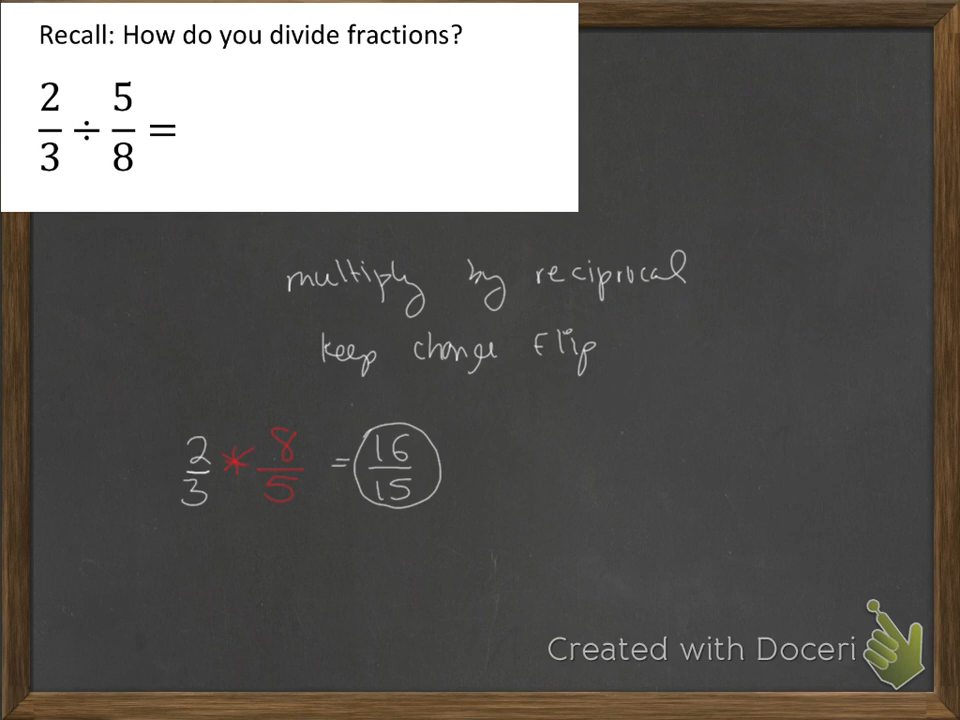 Recall: How do you divide fractions?
2/3 ÷ 5/8 =
multiply by reciprocal
keep change flip
2/3 * 8/5 = 16/15
Created with Doceri